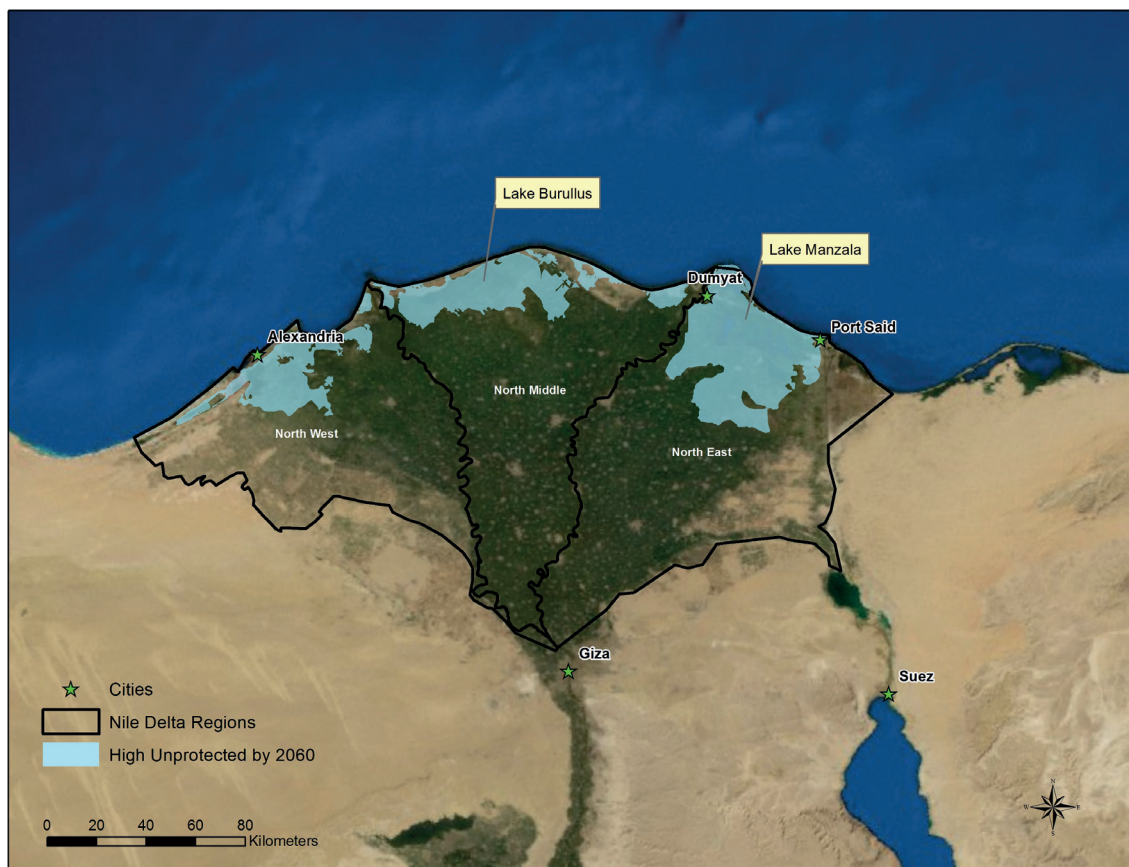 Lake Burullus
Lake Manzala
Dumyat
Port Said
Alexandria
North Middle
North West
North East
Giza
Suez
Cities
Nile Delta Regions
High Unprotected by 2060
0 20 40 60 80
Kilometers
N
W E
S